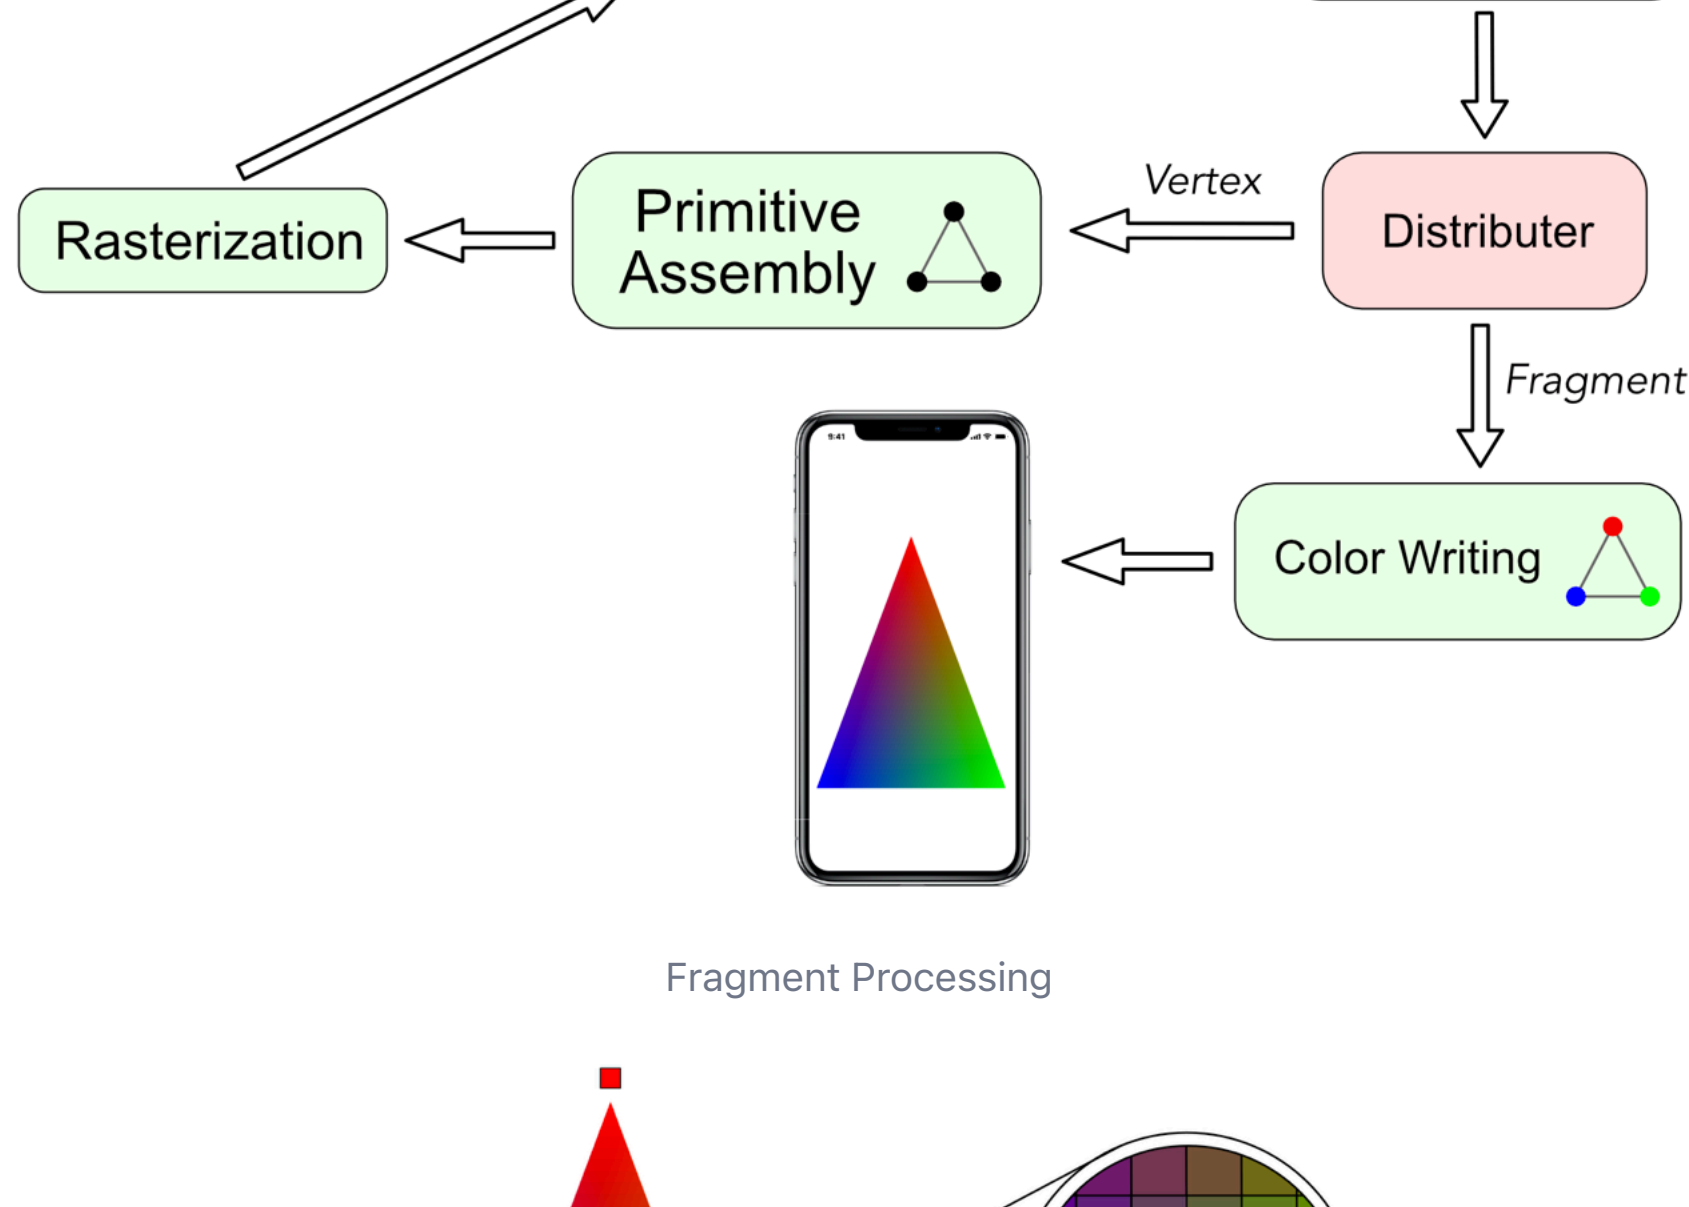 Vertex
Primitive
Assembly
Distributer
Rasterization
Fragment
9:41
Color Writing
Fragment Processing